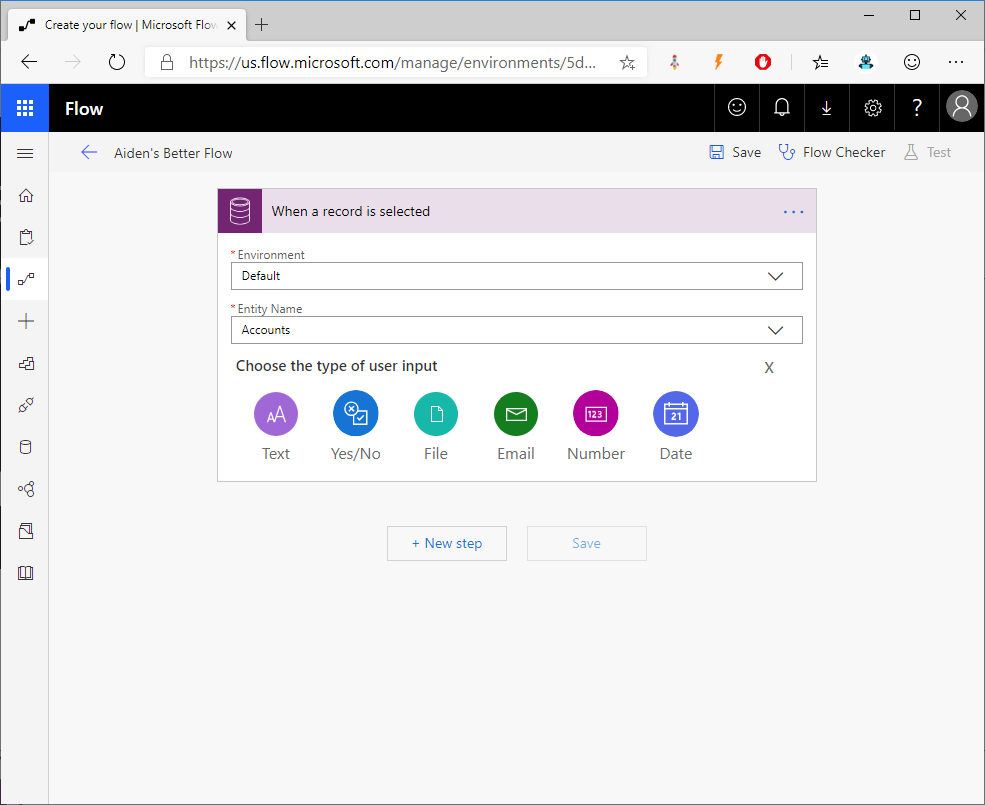 Create your flow | Microsoft Flow
https://us.flow.microsoft.com/manage/environments/5d...
Flow
?
Aiden's Better Flow
Save
Flow Checker
Test
When a record is selected
* Environment
Default
* Entity Name
Accounts
Choose the type of user input
X
AA
123
21
Text
Yes/No
File
Email
Number
Date
+ New step
Save